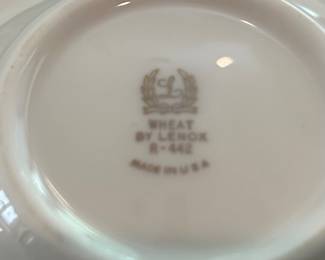 L
WHEAT
BY LENOX
R-442
MADE IN U S A